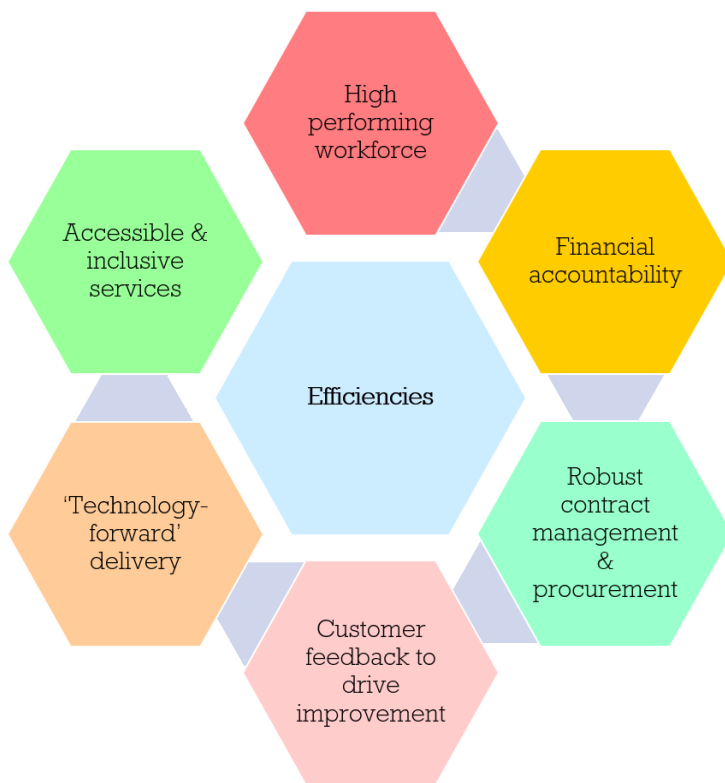 High
performing
workforce
Financial
accountability
Robust
contract
management
&
procurement
Customer
feedback to
drive
improvement
‘Technology-
forward’
delivery
Accessible &
inclusive
services
Efficiencies